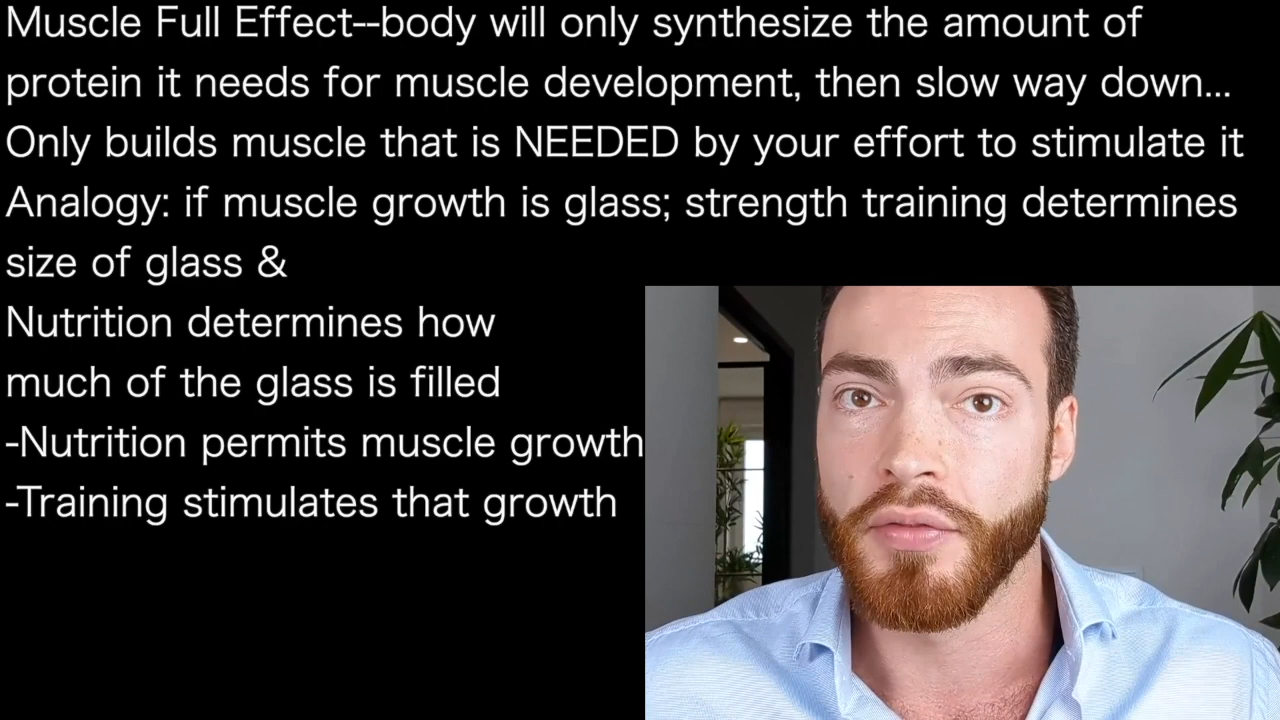 Muscle Full Effect--body will only synthesize the amount of
protein it needs for muscle development, then slow way down...
Only builds muscle that is NEEDED by your effort to stimulate it
Analogy: if muscle growth is glass; strength training determines
size of glass &
Nutrition determines how
much of the glass is filled
-Nutrition permits muscle growth
-Training stimulates that growth